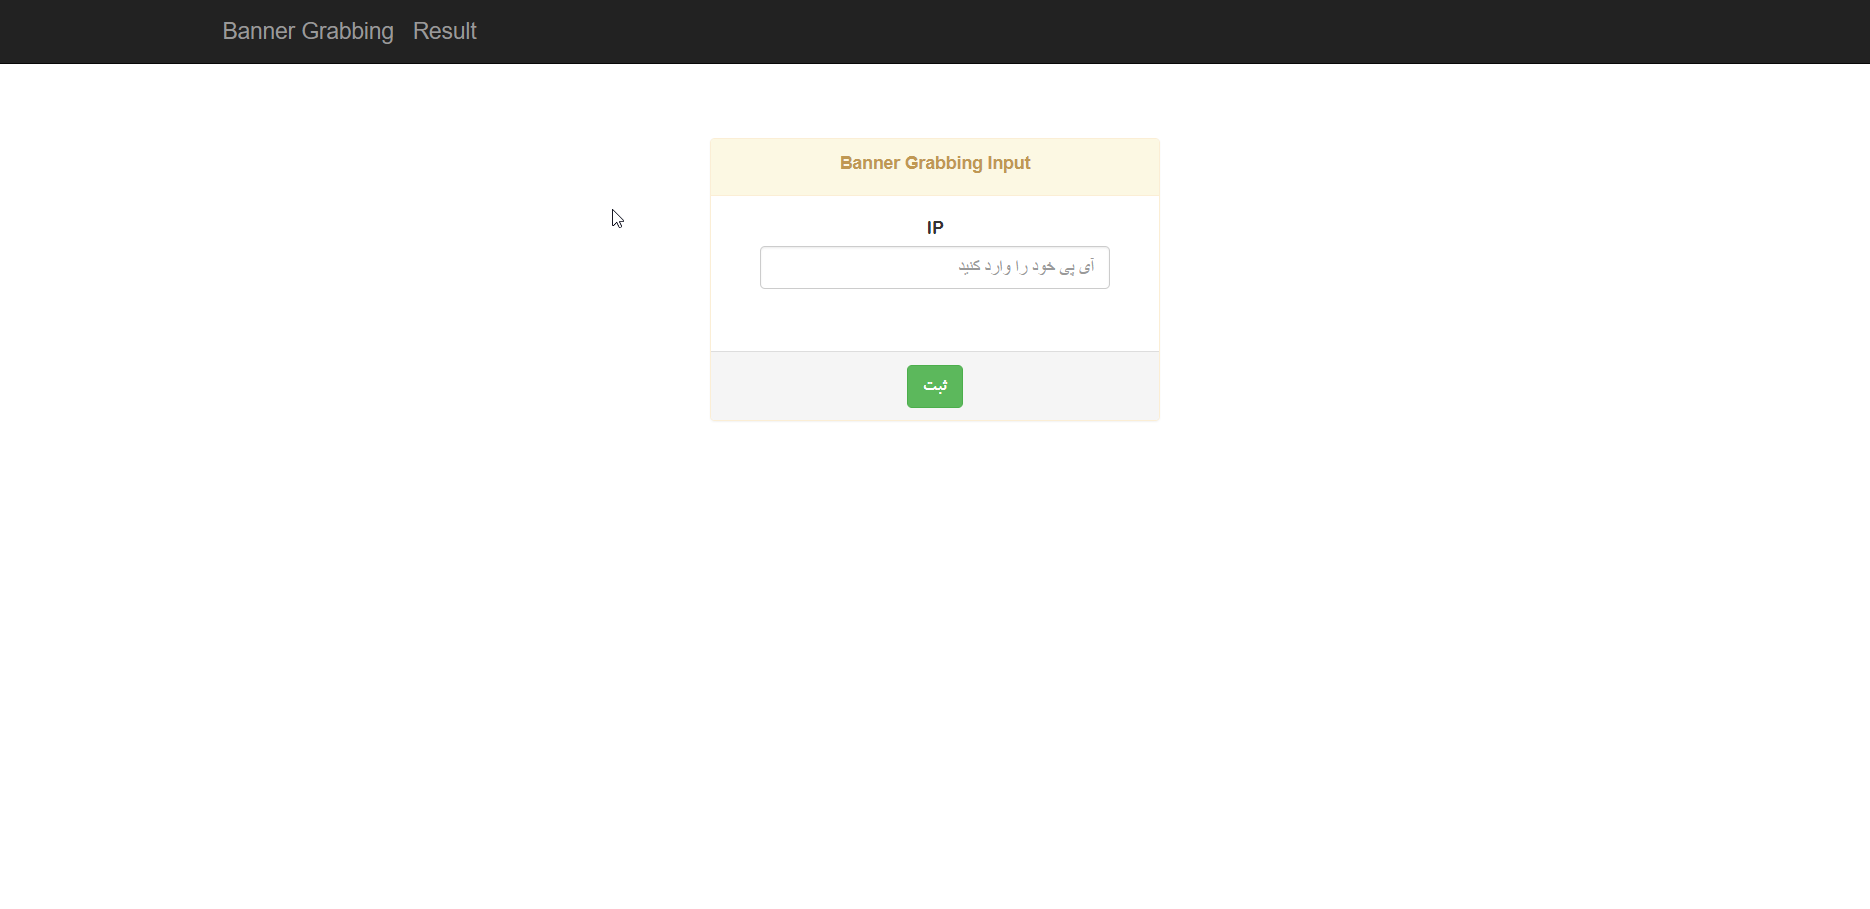 Banner Grabbing Result
Banner Grabbing Input
IP
آی پی خود را وارد کنید
ثبت